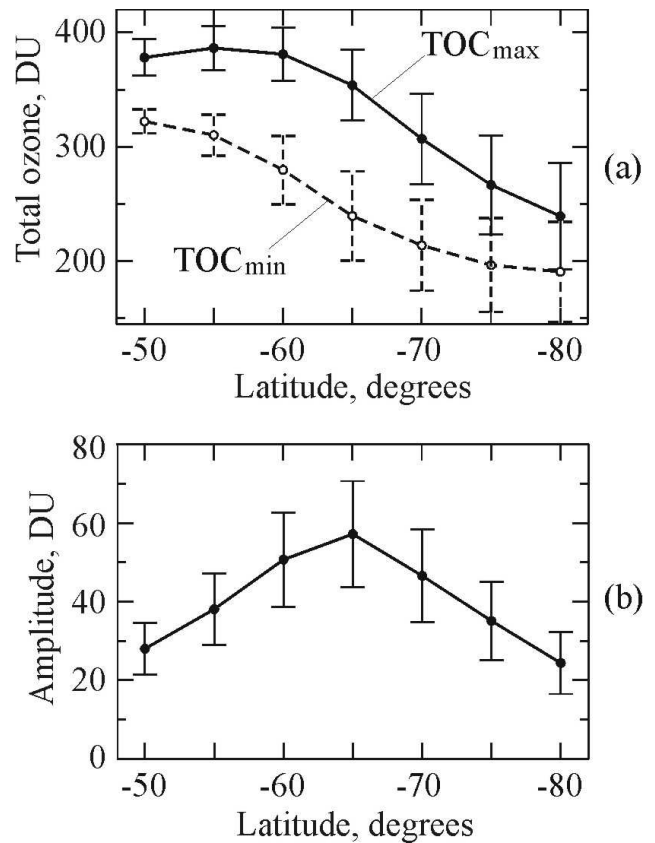 400
300
200
Total ozone, DU
TOCmax
TOCmin
(a)
-50 -60 -70 -80
Latitude, degrees
80
60
40
20
0
Amplitude, DU
(b)
-50 -60 -70 -80
Latitude, degrees